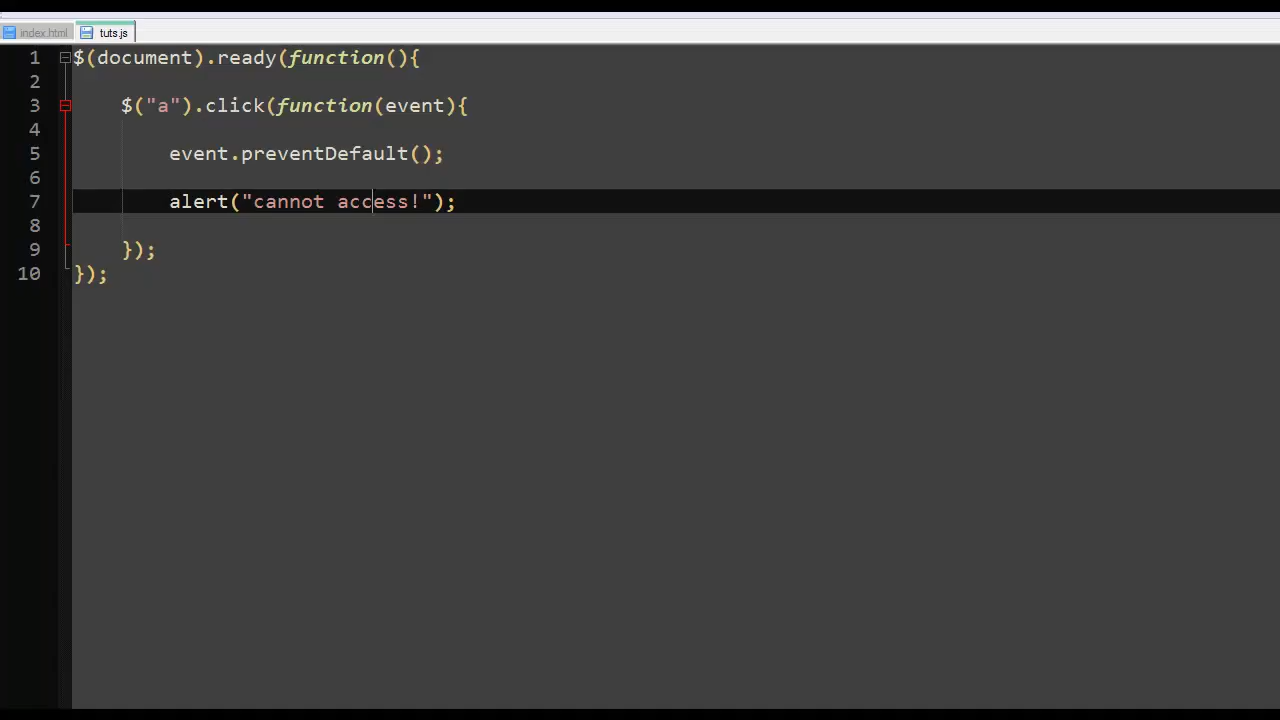 index.html tuts.js
1 $(document).ready(function(){
2
3 $("a").click(function(event){
4
5 event.preventDefault();
6
7 alert("cannot access!");
8
9 });
10 });